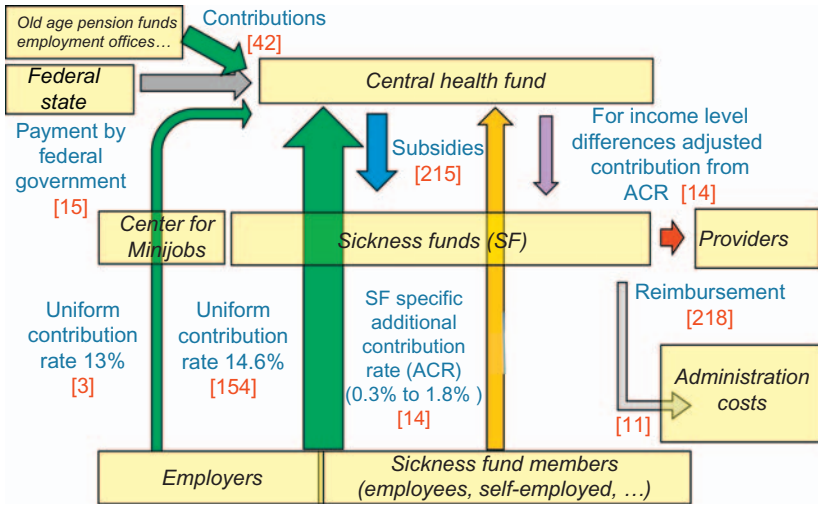 Old age pension funds
employment offices…
Contributions
[42]
Federal
state
Central health fund
Payment by
federal
government
[15]
Subsidies
[215]
For income level
differences adjusted
contribution from
ACR [14]
Center for
Minijobs
Sickness funds (SF)
Providers
Uniform
contribution
rate 13%
[3]
Uniform
contribution
rate 14.6%
[154]
SF specific
additional
contribution
rate (ACR)
(0.3% to 1.8% )
[14]
Reimbursement
[218]
Administration
costs
[11]
Employers
Sickness fund members
(employees, self-employed, …)